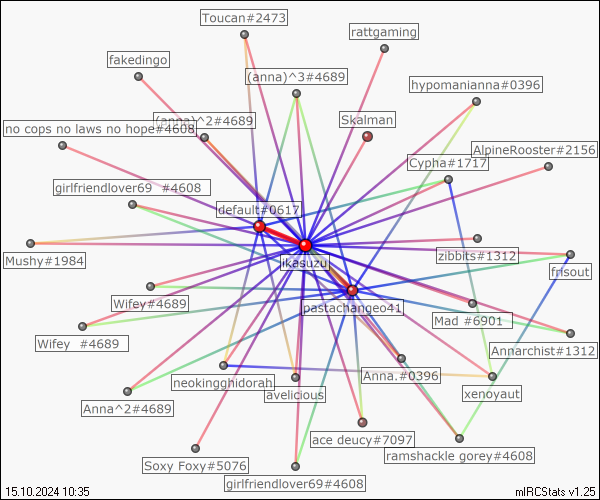 Toucan#2473
rattgaming
fakedingo
(anna)^3#4689
hypomanianna#0396
(anna)^2#4689
Skalman
no cops no laws no hope#4608
AlpineRooster#2156
Cypha#1717
girlfriendlover69 #4608
default#0617
Mushy#1984
ikasuzu
zibbits#1312
frisout
Wifey#4689
pastachange041
Mad #6901
Wifey  #4689
Annarchist#1312
neokingghidorah
Anna.#0396
avelicious
xenoyaut
Anna^2#4689
ace deucy#7097
ramshackle gorey#4608
Soxy Foxy#5076
girlfriendlover69#4608
15.10.2024 10:35
mIRCStats v1.25